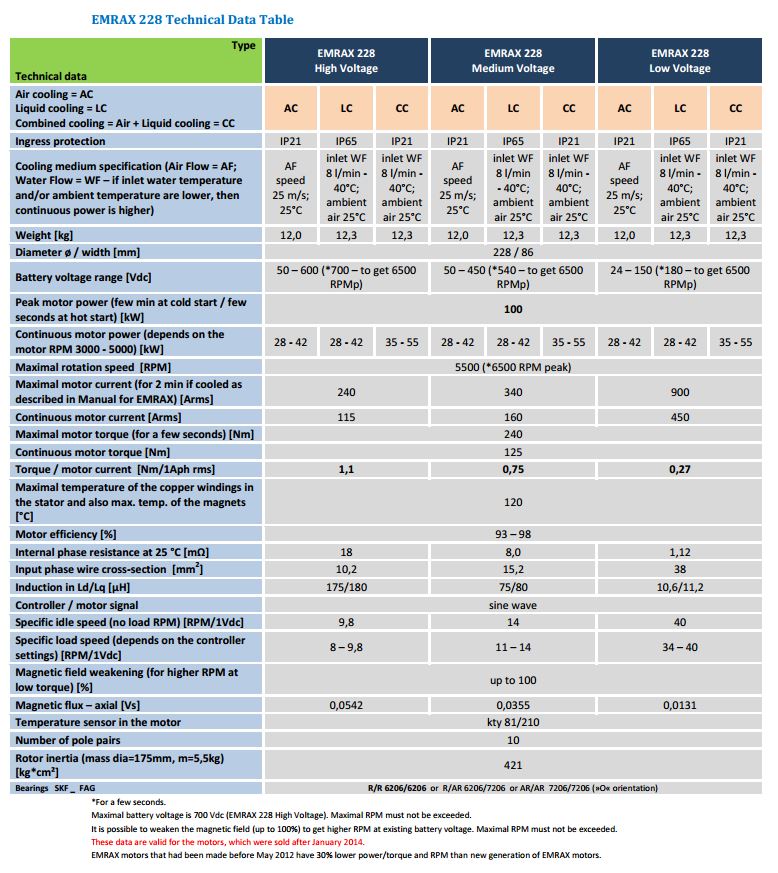 EMRAX 228 Technical Data Table
Type
Technical data
EMRAX 228
High Voltage
EMRAX 228
Medium Voltage
EMRAX 228
Low Voltage
Air cooling = AC
Liquid cooling = LC
Combined cooling = Air + Liquid cooling = CC
AC LC CC AC LC CC AC LC CC
Ingress protection IP21 IP65 IP21 IP21 IP65 IP21 IP21 IP65 IP21
Cooling medium specification (Air Flow = AF;
Water Flow = WF – if inlet water temperature
and/or ambient temperature are lower, then
continuous power is higher)
AF
speed
25 m/s;
25°C
inlet WF
8 l/min -
40°C;
ambient
air 25°C
inlet WF
8 l/min -
40°C;
ambient
air 25°C
AF
speed
25 m/s;
25°C
inlet WF
8 l/min
- 40°C;
ambient
air 25°C
inlet WF
8 l/min -
40°C;
ambient
air 25°C
AF
speed
25 m/s;
25°C
inlet WF
8 l/min -
40°C;
ambient
air 25°C
inlet WF
8 l/min -
40°C;
ambient
air 25°C
Weight [kg] 12,0 12,3 12,3 12,0 12,3 12,3 12,0 12,3 12,3
Diameter ø / width [mm] 228 / 86
Battery voltage range [Vdc]
50 – 600 (*700 – to get 6500
RPMp)
50 – 450 (*540 – to get 6500
RPMp)
24 – 150 (*180 – to get 6500
RPMp)
Peak motor power (few min at cold start / few
seconds at hot start) [kW]
100
Continuous motor power (depends on the
motor RPM 3000 - 5000) [kW]
28 - 42 28 - 42 35 - 55 28 - 42 28 - 42 35 - 55 28 - 42 28 - 42 35 - 55
Maximal rotation speed [RPM] 5500 (*6500 RPM peak)
Maximal motor current (for 2 min if cooled as
described in Manual for EMRAX) [Arms]
240 340 900
Continuous motor current [Arms] 115 160 450
Maximal motor torque (for a few seconds) [Nm] 240
Continuous motor torque [Nm] 125
Torque / motor current [Nm/1Aph rms] 1,1 0,75 0,27
Maximal temperature of the copper windings in
the stator and also max. temp. of the magnets
[°C]
120
Motor efficiency [%] 93 – 98
Internal phase resistance at 25 °C [mΩ] 18 8,0 1,12
Input phase wire cross-section [mm²] 10,2 15,2 38
Induction in Ld/Lq [µH] 175/180 75/80 10,6/11,2
Controller / motor signal sine wave
Specific idle speed (no load RPM) [RPM/1Vdc] 9,8 14 40
Specific load speed (depends on the controller
settings) [RPM/1Vdc]
8 – 9,8 11 – 14 34 – 40
Magnetic field weakening (for higher RPM at
low torque) [%]
up to 100
Magnetic flux – axial [Vs] 0,0542 0,0355 0,0131
Temperature sensor in the motor kty 81/210
Number of pole pairs 10
Rotor inertia (mass dia=175mm, m=5,5kg)
[kg*cm²]
421
Bearings SKF_ FAG R/R 6206/6206 or R/AR 6206/7206 or AR/AR 7206/7206 (»O« orientation)
*For a few seconds.
Maximal battery voltage is 700 Vdc (EMRAX 228 High Voltage). Maximal RPM must not be exceeded.
It is possible to weaken the magnetic field (up to 100%) to get higher RPM at existing battery voltage. Maximal RPM must not be exceeded.
These data are valid for the motors, which were sold after January 2014.
EMRAX motors that had been made before May 2012 have 30% lower power/torque and RPM than new generation of EMRAX motors.